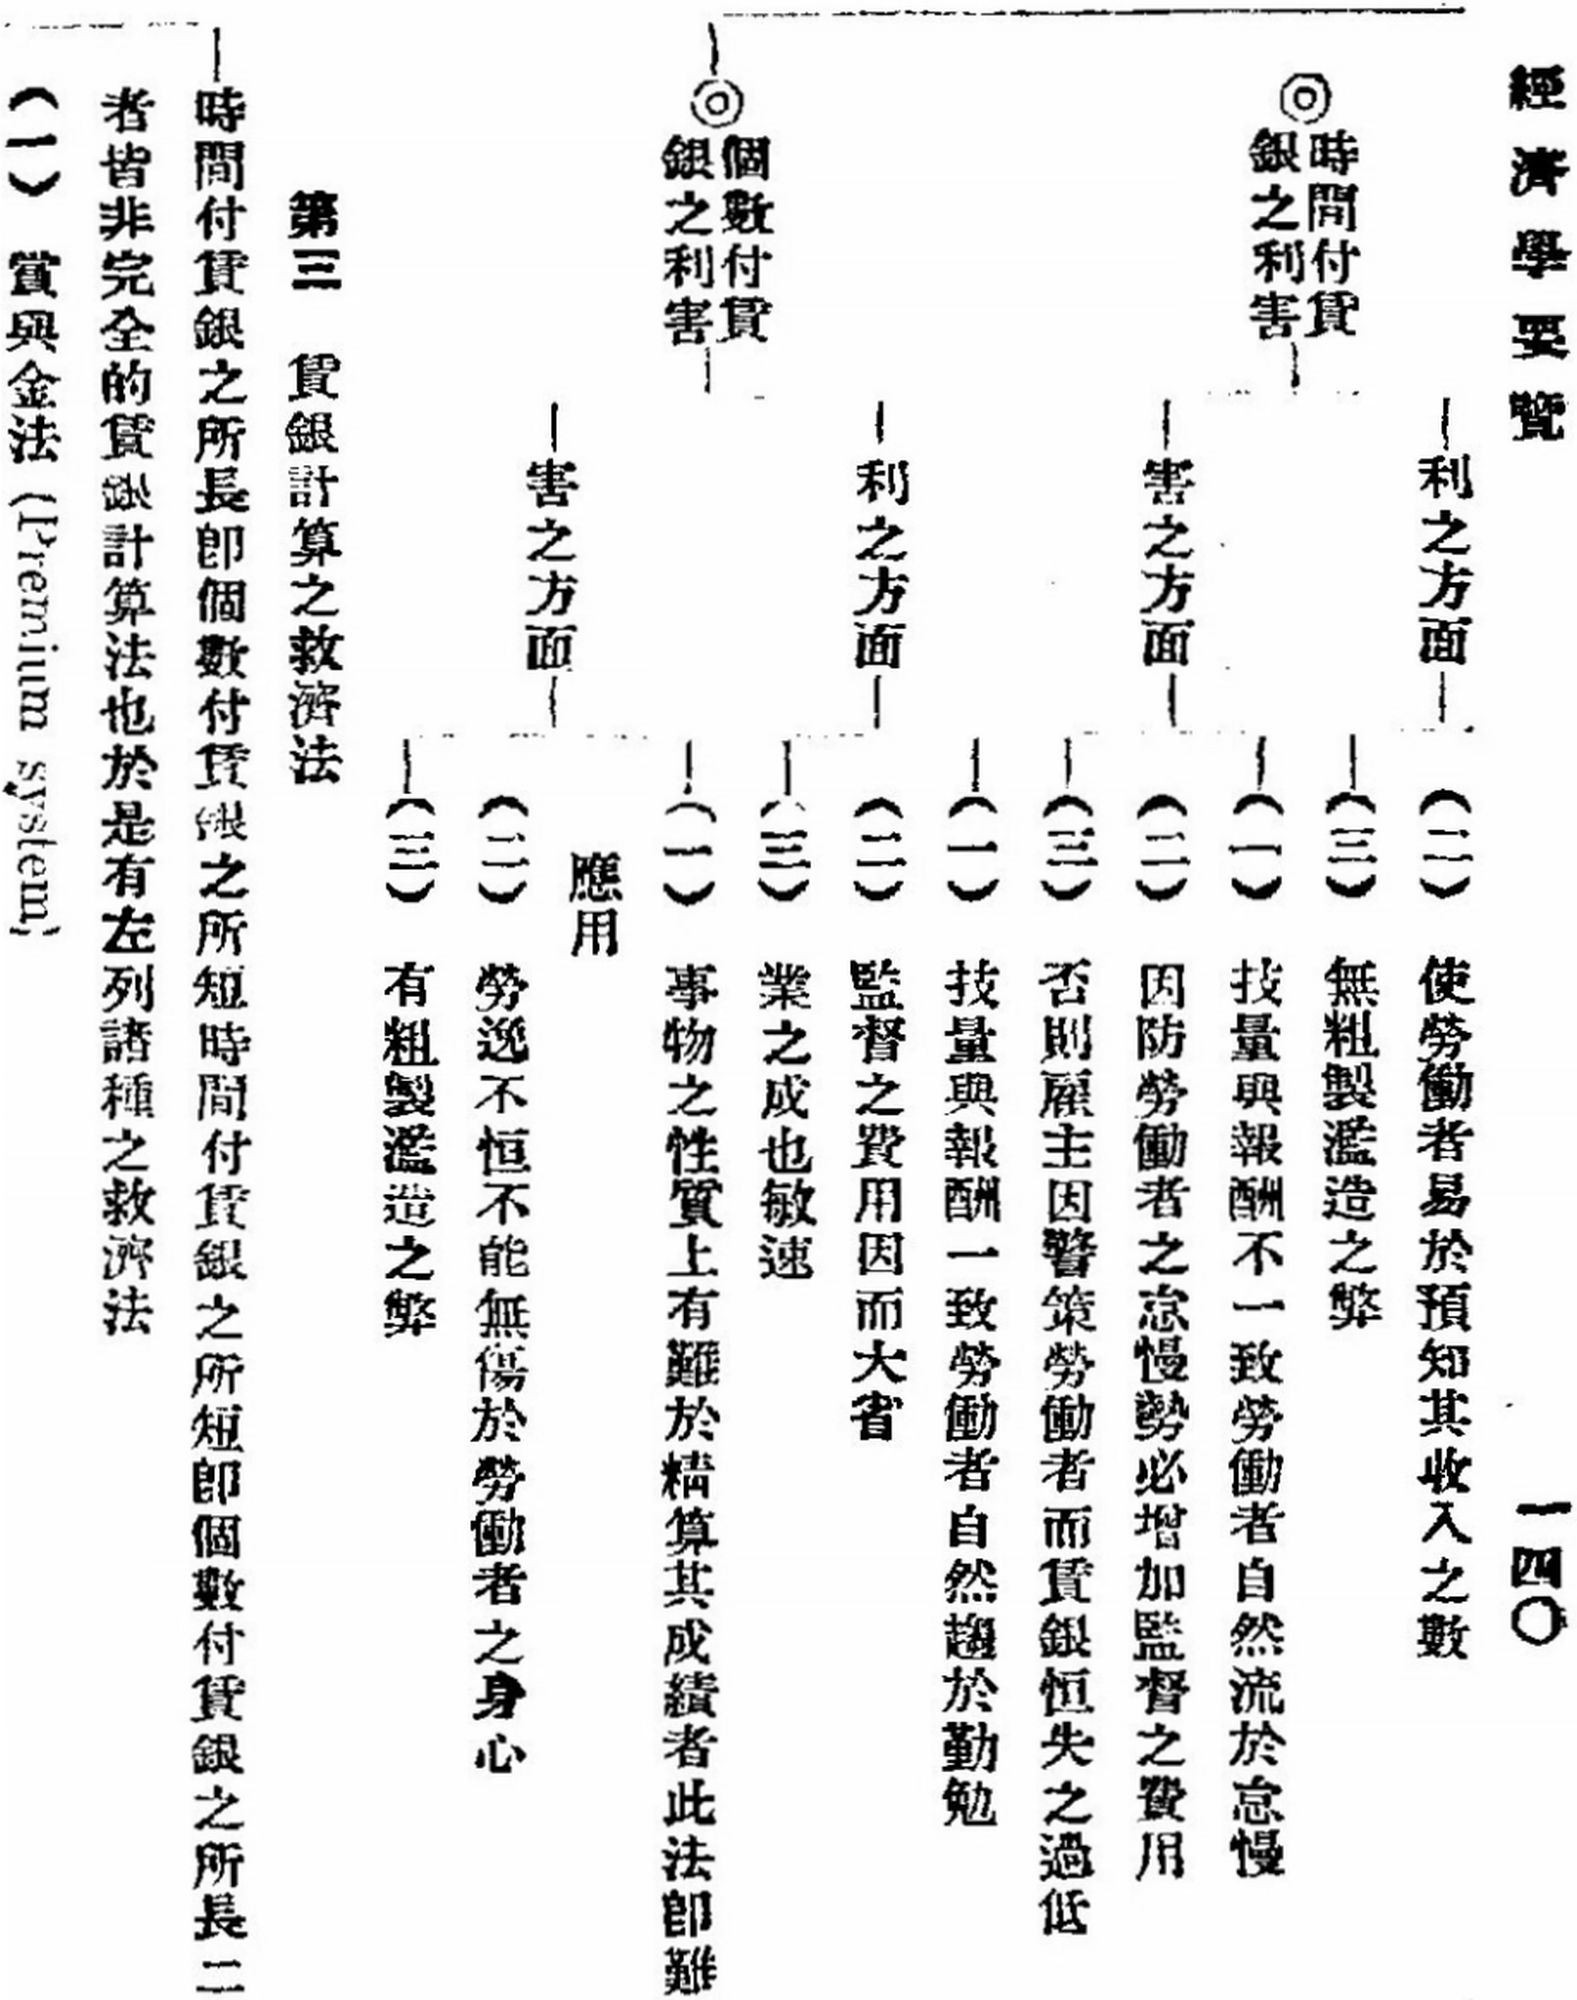 經濟學要覽
一四〇
◎時間付賃
銀之利害
利之方面
(二) 使勞働者易於預知其收入之數
(三) 無粗製濫造之弊
害之方面
(一) 技量與報酬不一致勞働者自然流於怠慢
(二) 因防勞働者之怠慢勢必增加監督之費用
(三) 否則雇主因警策勞働者而賃銀恒失之過低
◎個數付賃
銀之利害
利之方面
(一) 技量與報酬一致勞働者自然趨於勤勉
(二) 監督之費用因而大省
(三) 業之成也敏速
害之方面
(一) 事物之性質上有難於精算其成績者此法卽難
應用
(二) 勞逸不恒不能無傷於勞働者之身心
(三) 有粗製濫造之弊
第三 賃銀計算之救濟法
時間付賃銀之所長卽個數付賃銀之所短時間付賃銀之所短卽個數付賃銀之所長二
者皆非完全的賃銀計算法也於是有左列諸種之救濟法
(一) 賞與金法 (Premium system)